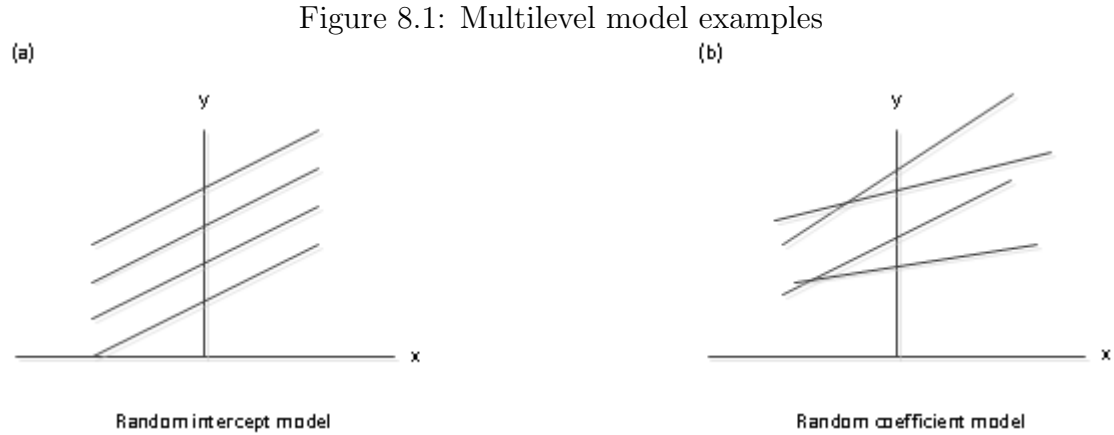 Figure 8.1: Multilevel model examples
(a)
(b)
y
y
x
x
Random intercept model
Random coefficient model